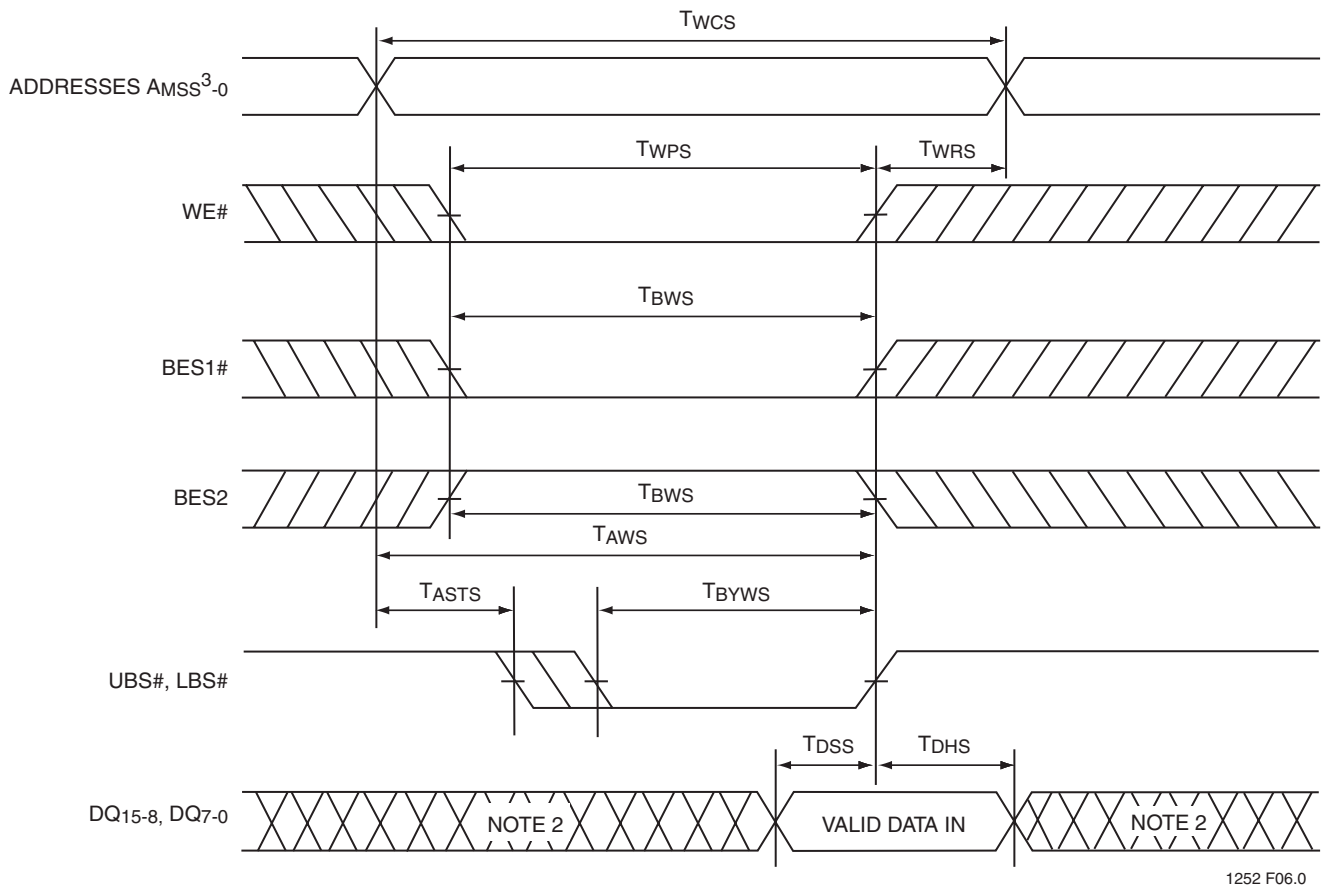 TWCS
ADDRESSES AMSS3-0
TWPS
TWRS
WE#
TBWS
BES1#
BES2
TBWS
TAWS
TASTS
TBYWS
UBS#, LBS#
TDSS
TDHS
DQ15-8, DQ7-0
NOTE 2
VALID DATA IN
NOTE 2
1252 F06.0